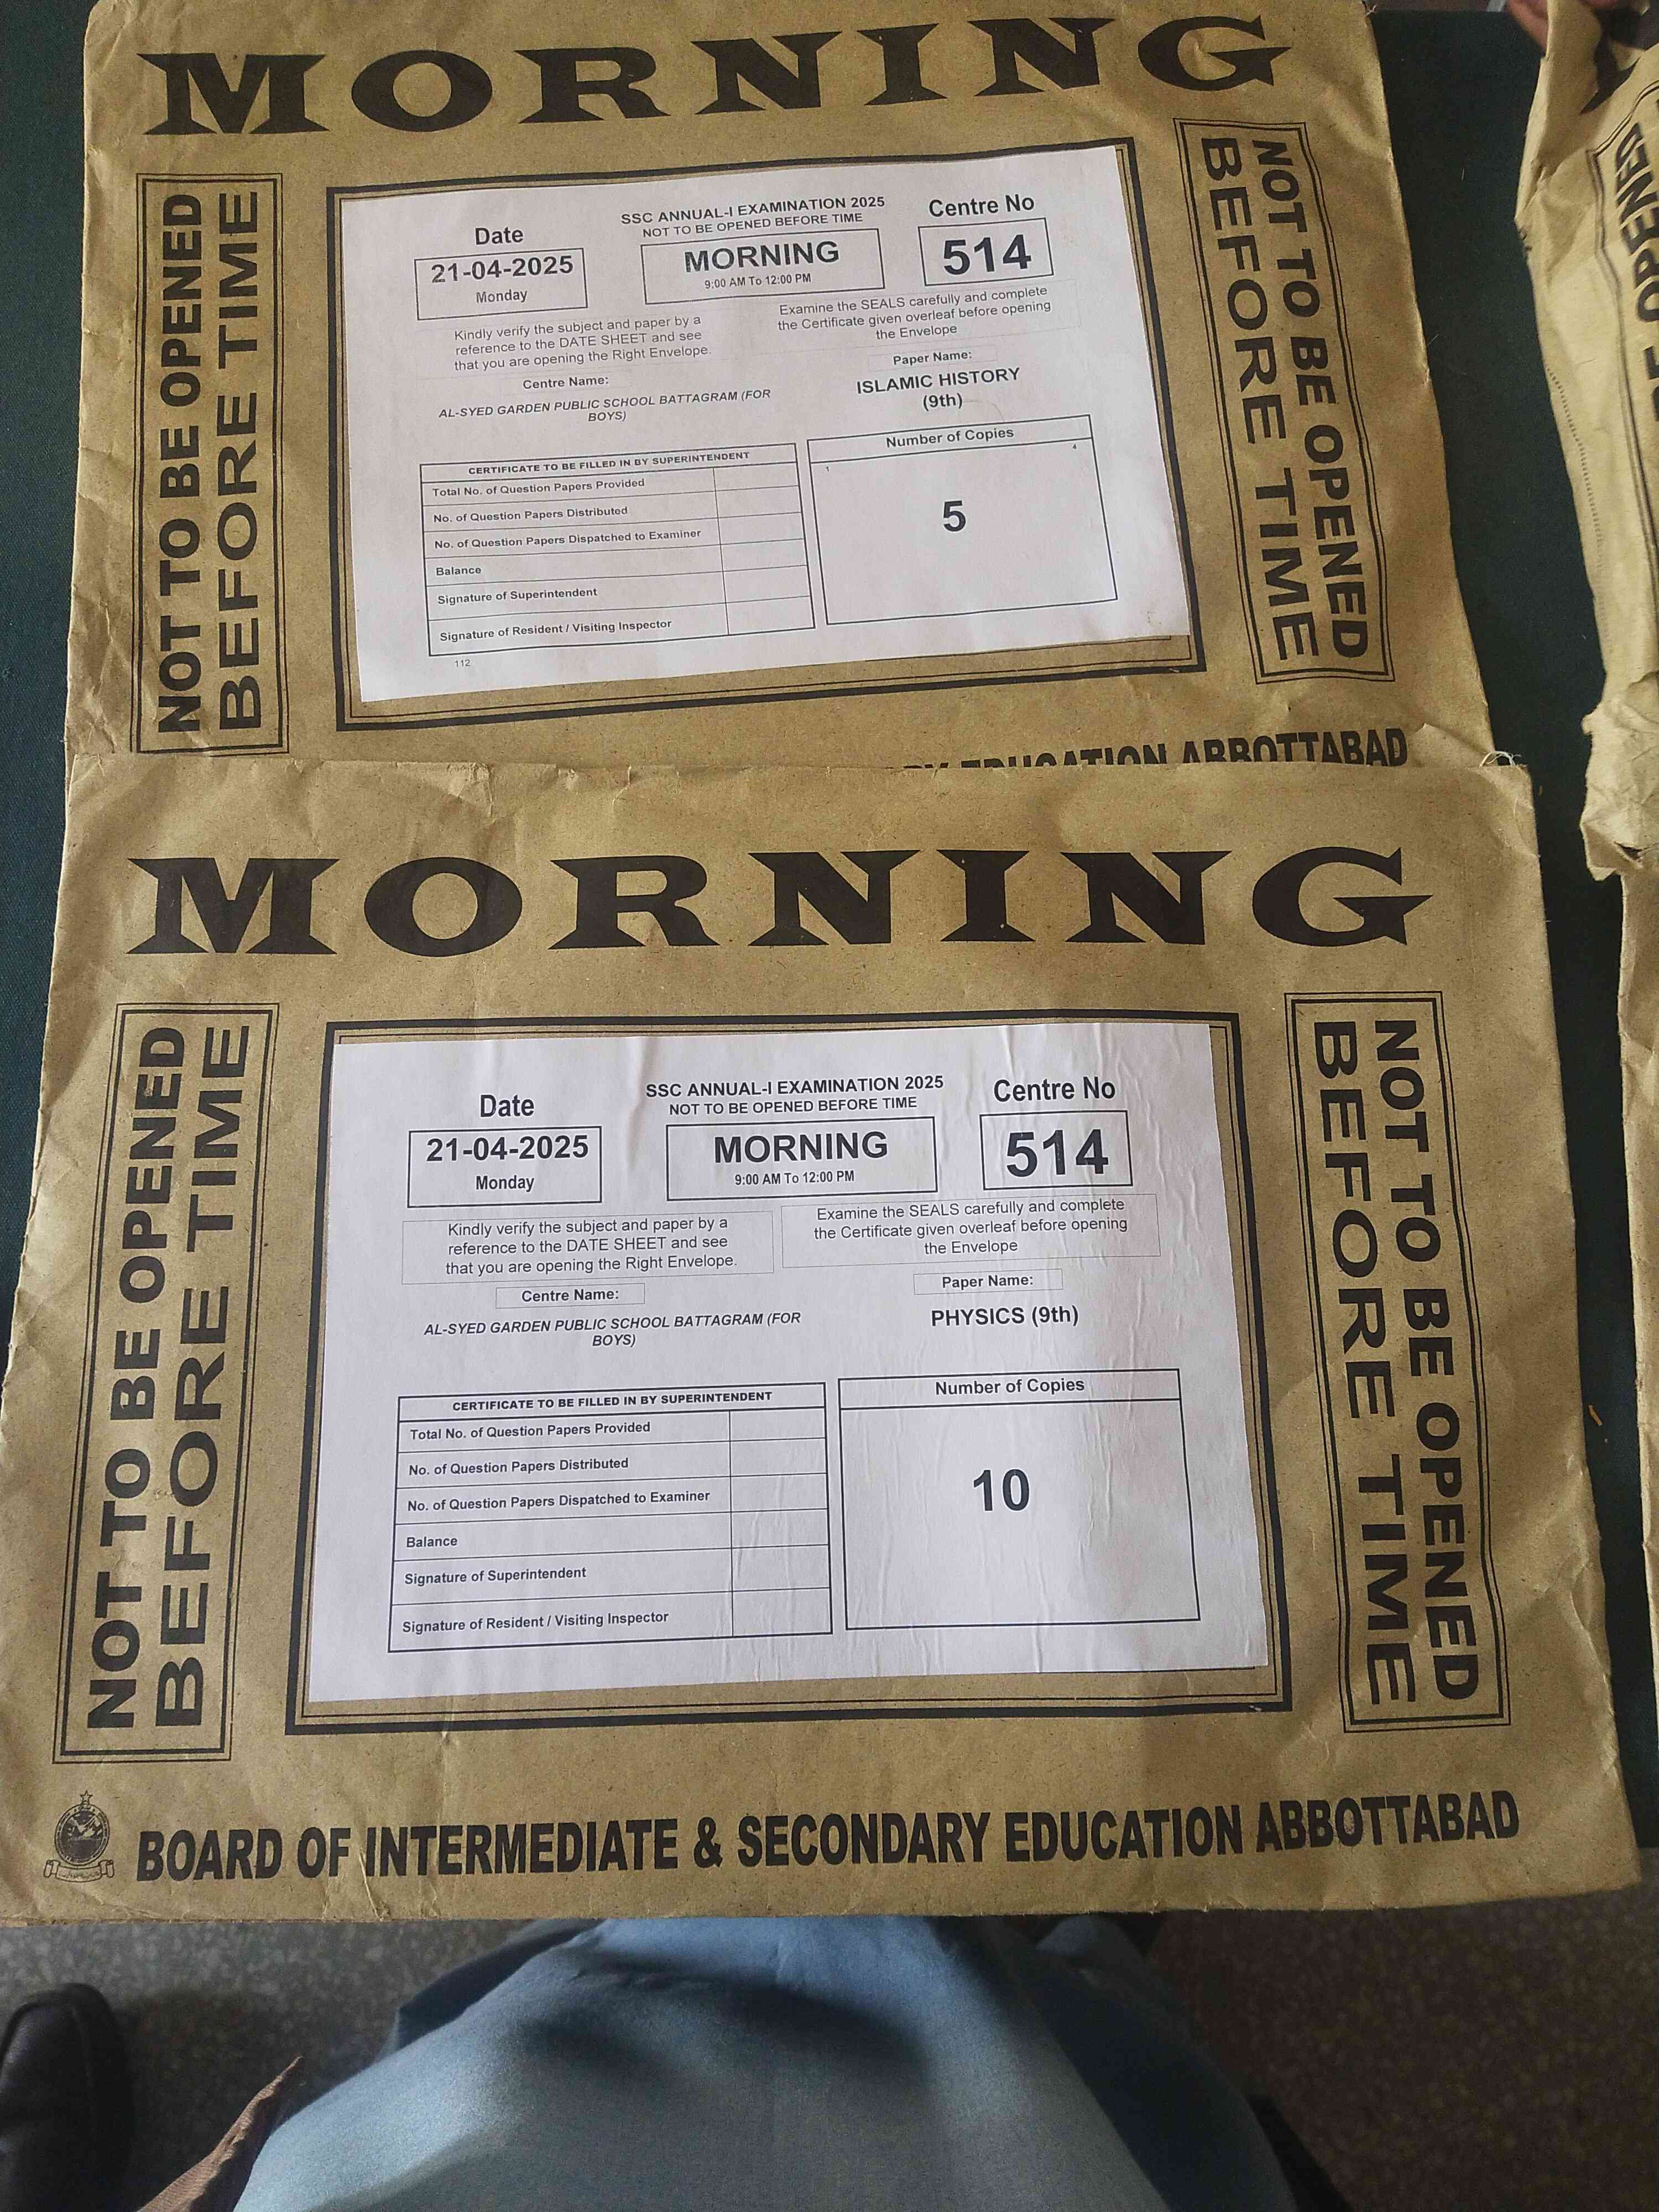 MORNING
NOT TO BE OPENED
BEFORE TIME
Date
21-04-2025
Monday
SSC ANNUAL-I EXAMINATION 2025
NOT TO BE OPENED BEFORE TIME
MORNING
9:00 AM To 12:00 PM
Centre No
514
Kindly verify the subject and paper by a
reference to the DATE SHEET and see
that you are opening the Right Envelope.
Examine the SEALS carefully and complete
the Certificate given overleaf before opening
the Envelope
Centre Name:
AL-SYED GARDEN PUBLIC SCHOOL BATTAGRAM (FOR
BOYS)
Paper Name:
ISLAMIC HISTORY
(9th)
CERTIFICATE TO BE FILLED IN BY SUPERINTENDENT
Total No. of Question Papers Provided
No. of Question Papers Distributed
No. of Question Papers Dispatched to Examiner
Balance
Signature of Superintendent
Signature of Resident / Visiting Inspector
112
Number of Copies
1
4
5
NOT TO BE OPENED
BEFORE TIME
EDUCATION ABBOTTABAD
OPENED
MORNING
NOT TO BE OPENED
BEFORE TIME
Date
21-04-2025
Monday
SSC ANNUAL-I EXAMINATION 2025
NOT TO BE OPENED BEFORE TIME
MORNING
9:00 AM To 12:00 PM
Centre No
514
Kindly verify the subject and paper by a
reference to the DATE SHEET and see
that you are opening the Right Envelope.
Examine the SEALS carefully and complete
the Certificate given overleaf before opening
the Envelope
Centre Name:
AL-SYED GARDEN PUBLIC SCHOOL BATTAGRAM (FOR
BOYS)
Paper Name:
PHYSICS (9th)
CERTIFICATE TO BE FILLED IN BY SUPERINTENDENT
Total No. of Question Papers Provided
No. of Question Papers Distributed
No. of Question Papers Dispatched to Examiner
Balance
Signature of Superintendent
Signature of Resident / Visiting Inspector
Number of Copies
10
NOT TO BE OPENED
BEFORE TIME
BOARD OF INTERMEDIATE & SECONDARY EDUCATION ABBOTTABAD